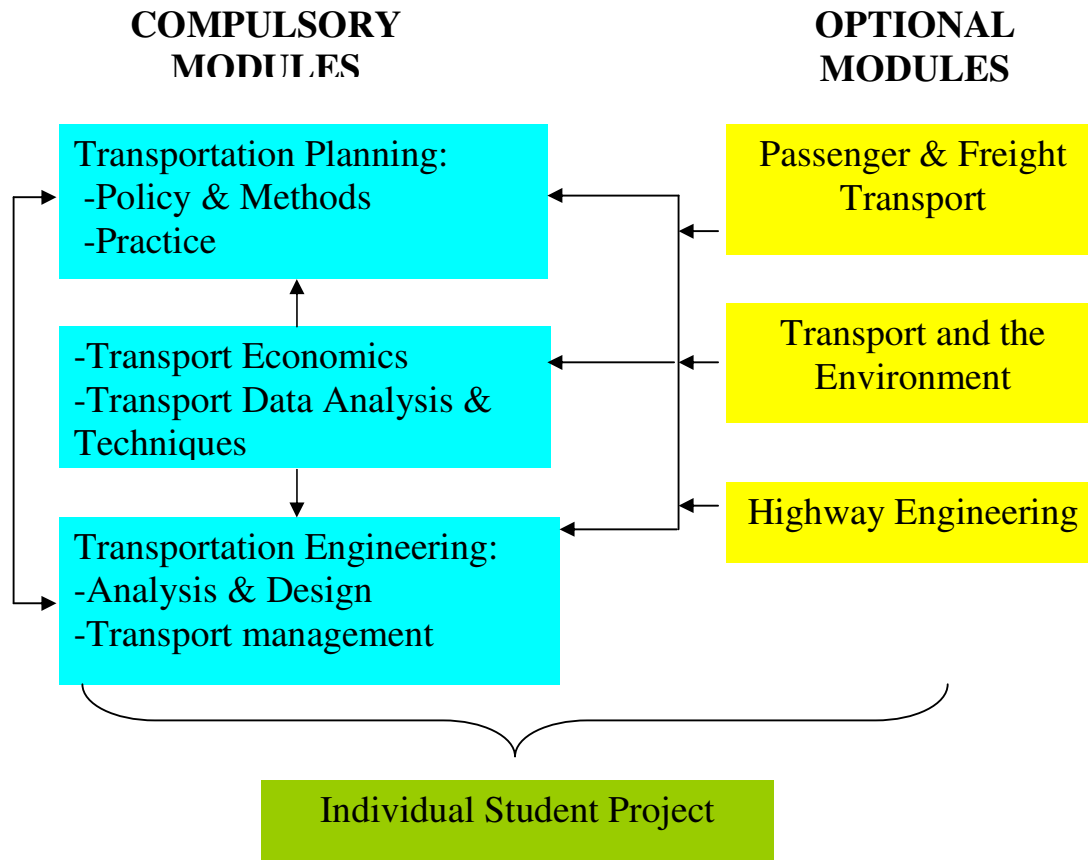 COMPULSORY
MODULES
OPTIONAL
MODULES
Transportation Planning:
-Policy & Methods
-Practice
-Transport Economics
-Transport Data Analysis &
Techniques
Transportation Engineering:
-Analysis & Design
-Transport management
Passenger & Freight
Transport
Transport and the
Environment
Highway Engineering
Individual Student Project